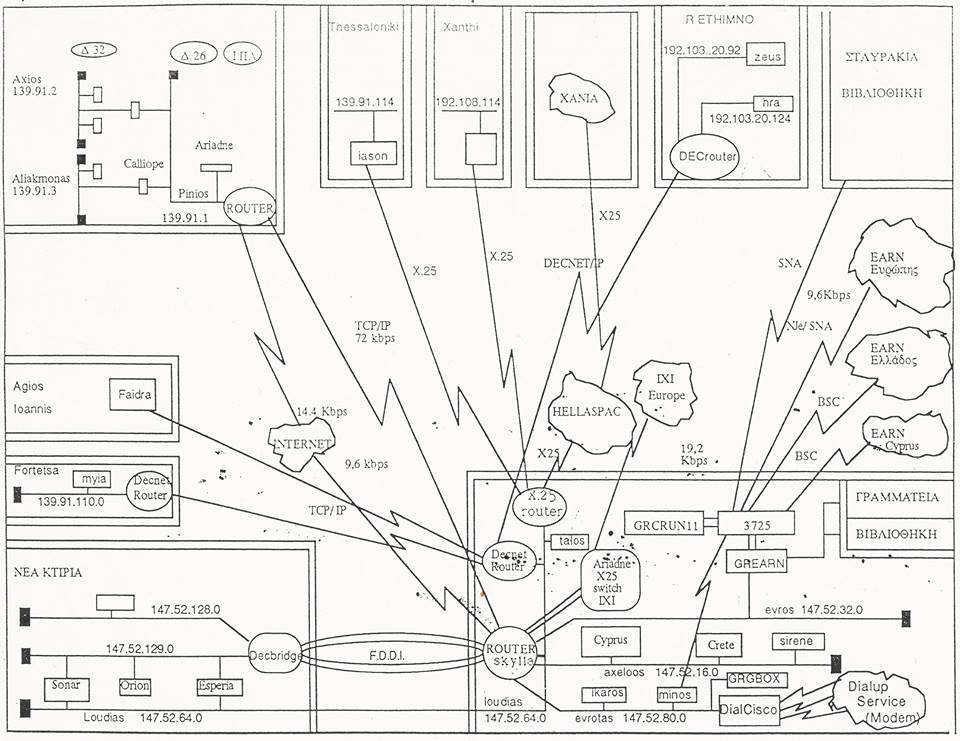 Δ 32
Δ 26
Axios
139.91.2
Aliakmonas
139.91.3
Calliope
Ariadne
Pinios
139.91.1
ROUTER
Thessaloniki
139.91.114
iason
Xanthi
192.108.114
ΧΑΝΙΑ
R ETHIMNO
192.103..20.92
zeus
hra
192.103.20.124
DECrouter
ΣΤΑΥΡΑΚΙΑ
ΒΙΒΛΙΟΘΗΚΗ
X.25
X.25
X25
DECNET/IP
SNA
9,6Kbps
NJe/ SNA
EARN
Ευρώπης
EARN
Ελλάδος
EARN
Cyprus
BSC
BSC
TCP/IP
72 kbps
14.4 Kbps
INTERNET
9,6 kbps
TCP/ IP
HELLASPAC
IXI
Europe
X25
19,2
Kbps
Agios
Ioannis
Faidra
Fortetsa
myia
139.91.110.0
Decnet
Router
X.25
router
talos
Decnet
Router
Ariadne
X25
switch
IXI
GRCRUN11
3725
GREARN
ΓΡΑΜΜΑΤΕΙΑ
ΒΙΒΛΙΟΘΗΚΗ
ΝΕΑ ΚΤΙΡΙΑ
147.52.128.0
147.52.129.0
Sonar
Orion
Esperia
Loudias 147.52.64.0
Decbridge
F.D.D.I.
ROUTER
skylla
evros 147.52.32.0
Cyprus
Crete
sirene
axeloos 147.52.16.0
loudias
147.52.64.0
ikaros
minos
GRGBOX
evrotas 147.52.80.0
DialCisco
Dialup
Service
(Modem)